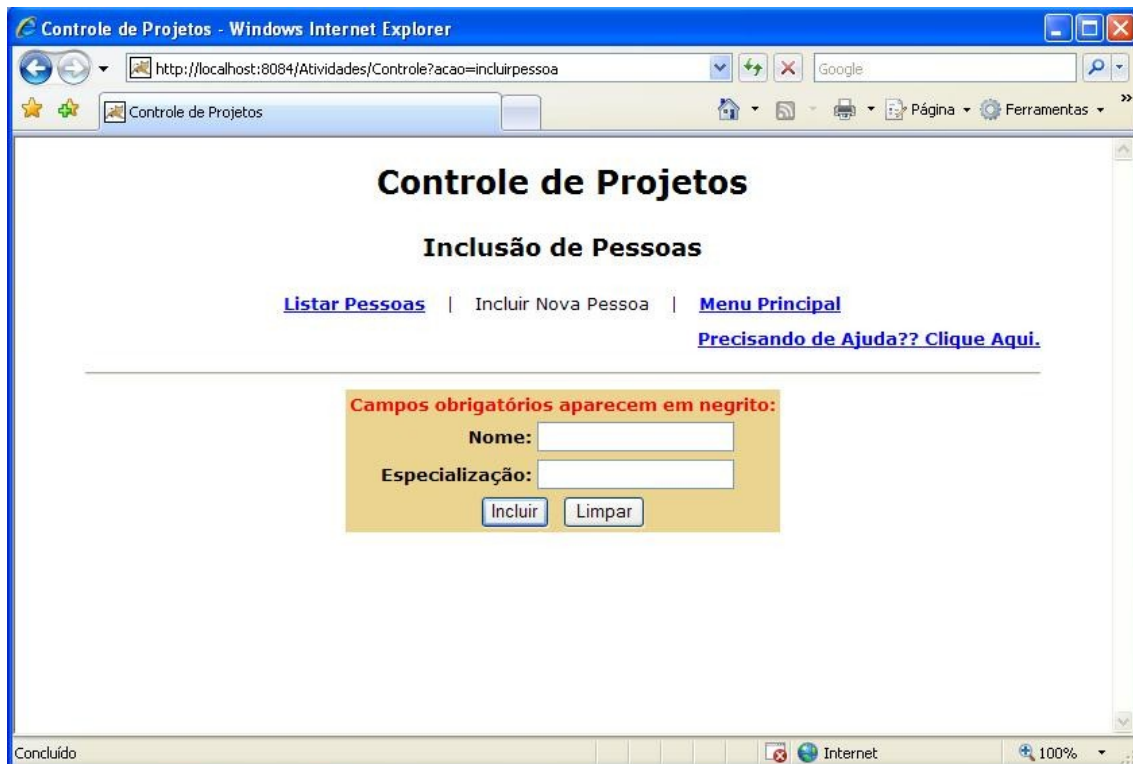 Controle de Projetos - Windows Internet Explorer
http://localhost:8084/Atividades/Controle?acao=incluirpessoa
Google
Controle de Projetos
Página
Ferramentas
»
Controle de Projetos
Inclusão de Pessoas
Listar Pessoas | Incluir Nova Pessoa | Menu Principal
Precisando de Ajuda?? Clique Aqui.
Campos obrigatórios aparecem em negrito:
Nome:
Especialização:
Incluir Limpar
Concluído
Internet
100%